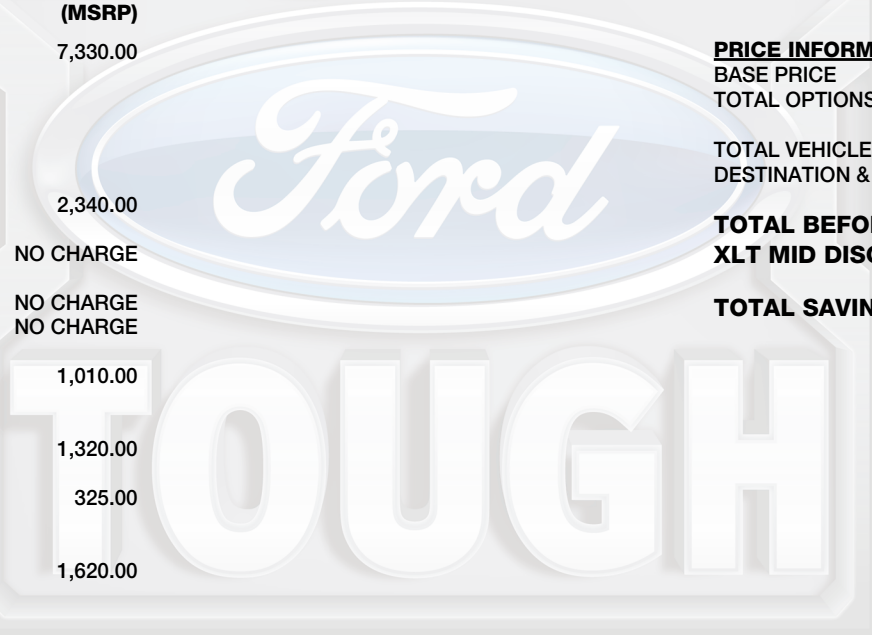 (MSRP)
7,330.00
2,340.00
NO CHARGE
NO CHARGE
NO CHARGE
1,010.00
1,320.00
325.00
1,620.00
PRICE INFORM
BASE PRICE
TOTAL OPTIONS
TOTAL VEHICLE
DESTINATION &
TOTAL BEFO
XLT MID DISC
TOTAL SAVIN
Ford
TOUGH